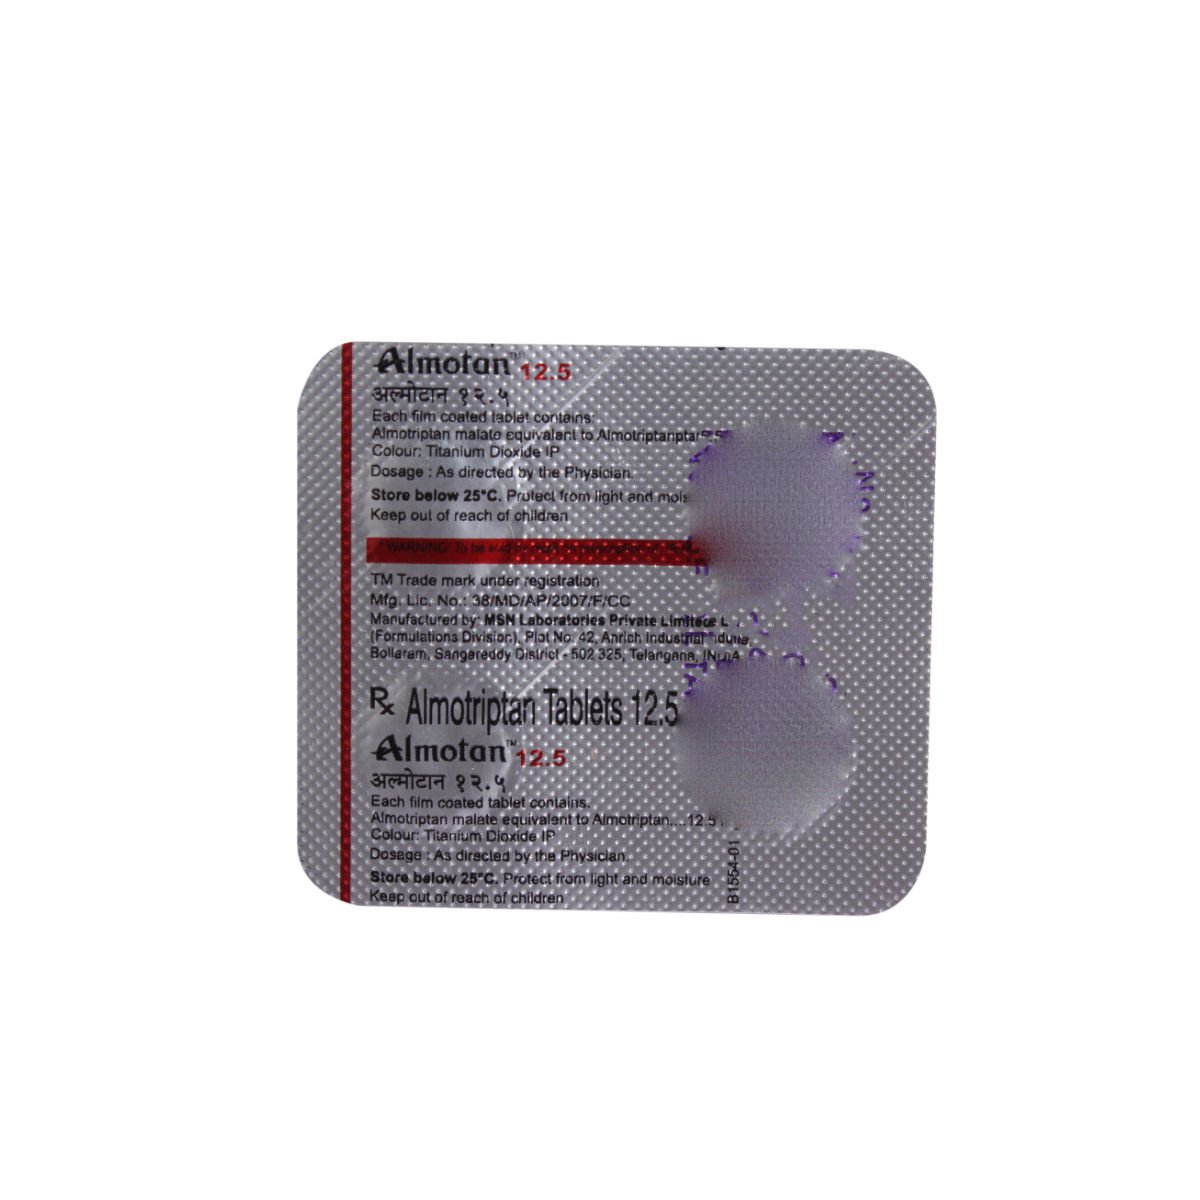 Almotan™ 12.5
अल्मोटान १२.५
Each film coated tablet contains:
Almotriptan malate equivalent to Almotriptan
Colour: Titanium Dioxide IP
Dosage : As directed by the Physician.
Store below 25°C. Protect from light and
Keep out of reach of children
WARNING: To be
TM Trade mark under registration
Mfg. Lic. No.: 38/MD/AP/2007/F/CC
Manufactured by: MSN Laboratories Private
(Formulations Division), Plot No. 42, Anrich Industrial
Bollaram, Sangareddy District - 502 325, Telangana,
Rx Almotriptan Tablets 12.5
Almotan™ 12.5
अल्मोटान १२.५
Each film coated tablet contains:
Almotriptan malate equivalent to Almotriptan....12.5
Colour: Titanium Dioxide IP
Dosage : As directed by the Physician.
Store below 25°C. Protect from light and moisture
Keep out of reach of children
B1554-01